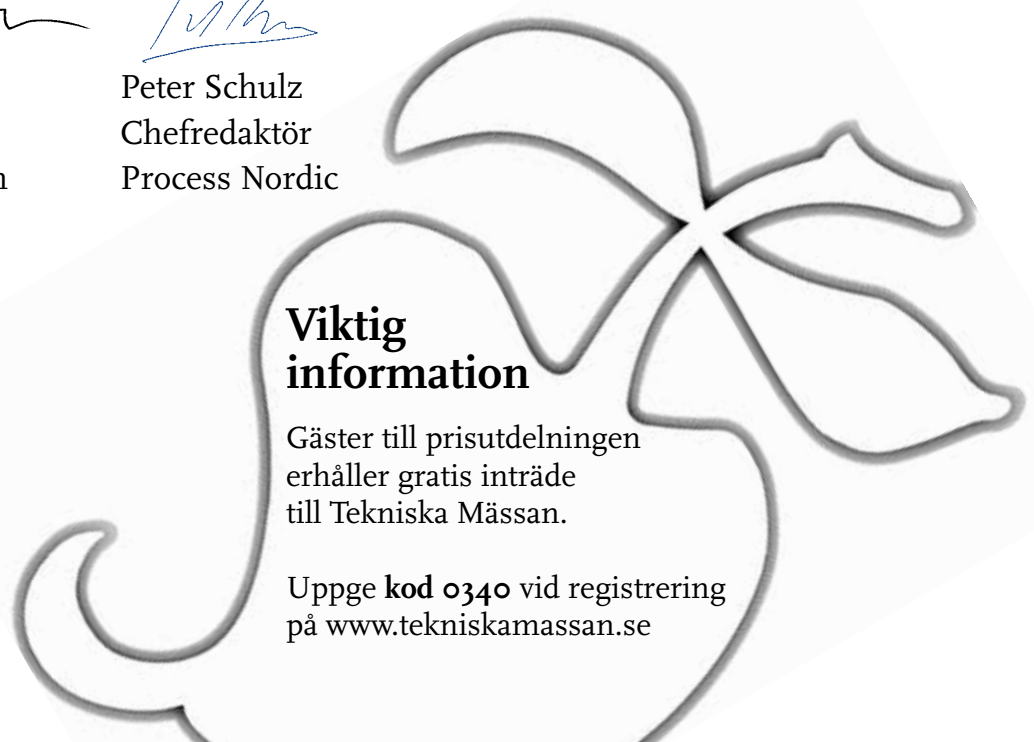 Peter Schulz
Chefredaktör
Process Nordic
Viktig
information
Gäster till prisutdelningen
erhåller gratis inträde
till Tekniska Mässan.
Uppge kod 0340 vid registrering
på www.tekniskamassan.se